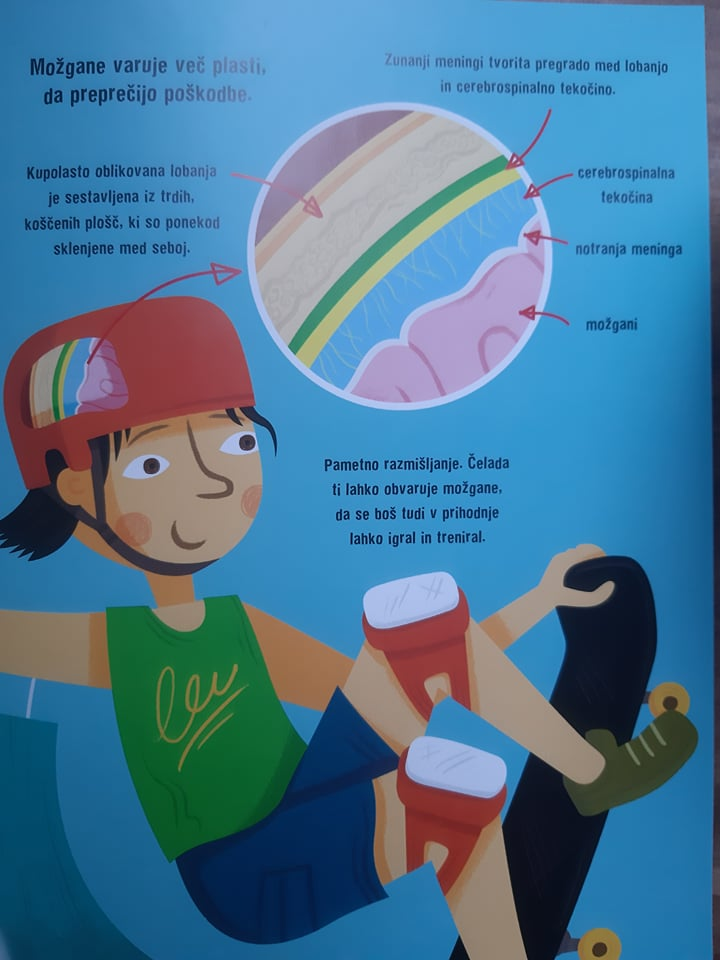 Možgane varuje več plasti,
da preprečijo poškodbe.
Zunanji meningi tvorita pregrado med lobanjo
in cerebrospinalno tekočino.
Kupolasto oblikovana lobanja
je sestavljena iz trdih,
koščenih plošč, ki so ponekod
sklenjene med seboj.
cerebrospinalna
tekočina
notranja meninga
možgani
Pametno razmišljanje. Čelada
ti lahko obvaruje možgane,
da se boš tudi v prihodnje
lahko igral in treniral.
lev